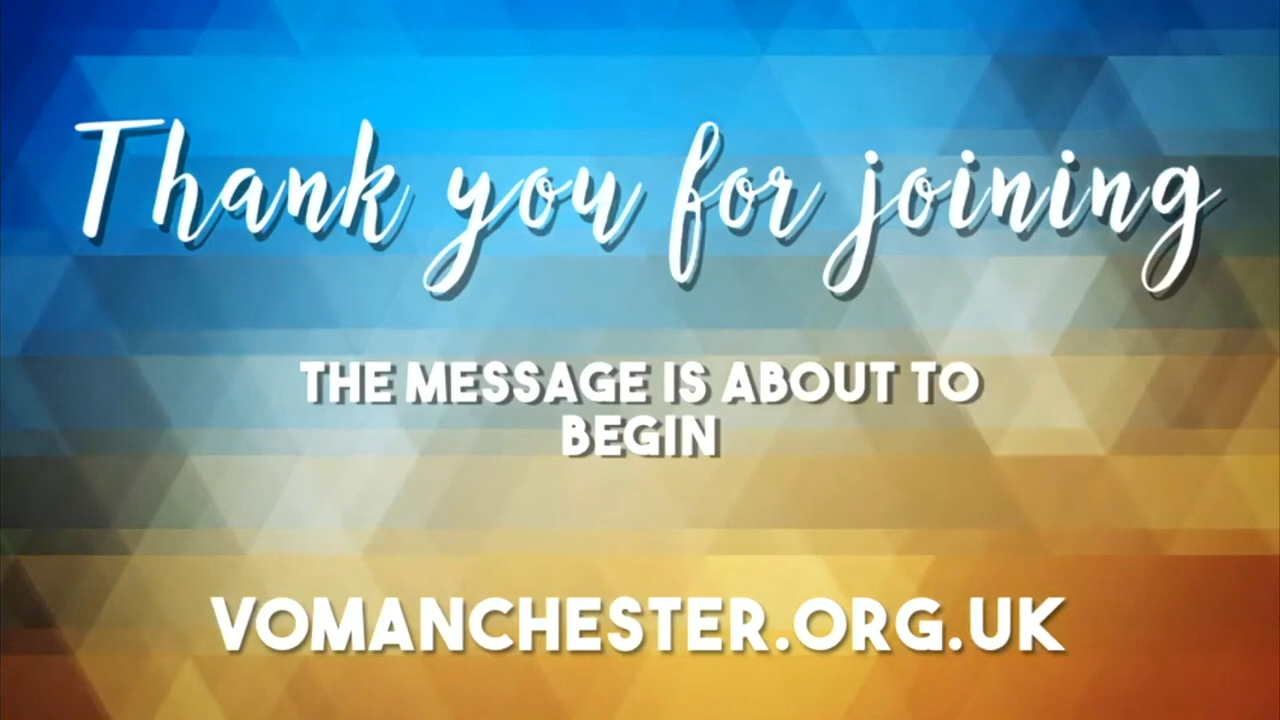 Thank you for joining
THE MESSAGE IS ABOUT TO
BEGIN
VOMANCHESTER.ORG.UK